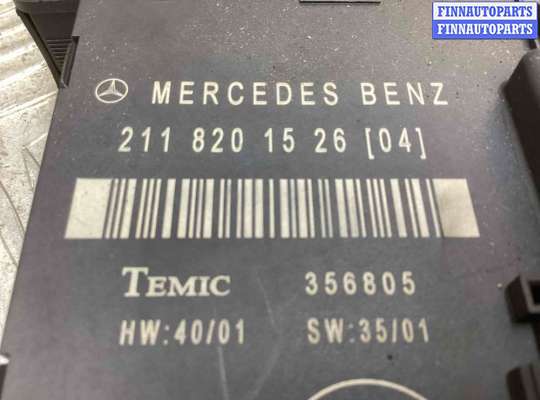 FINNAUTOPARTS
FINNAUTOPARTS
MERCEDES BENZ
211 820 15 26 [04]
TEMIC 356805
HW:40/01 SW:35/01